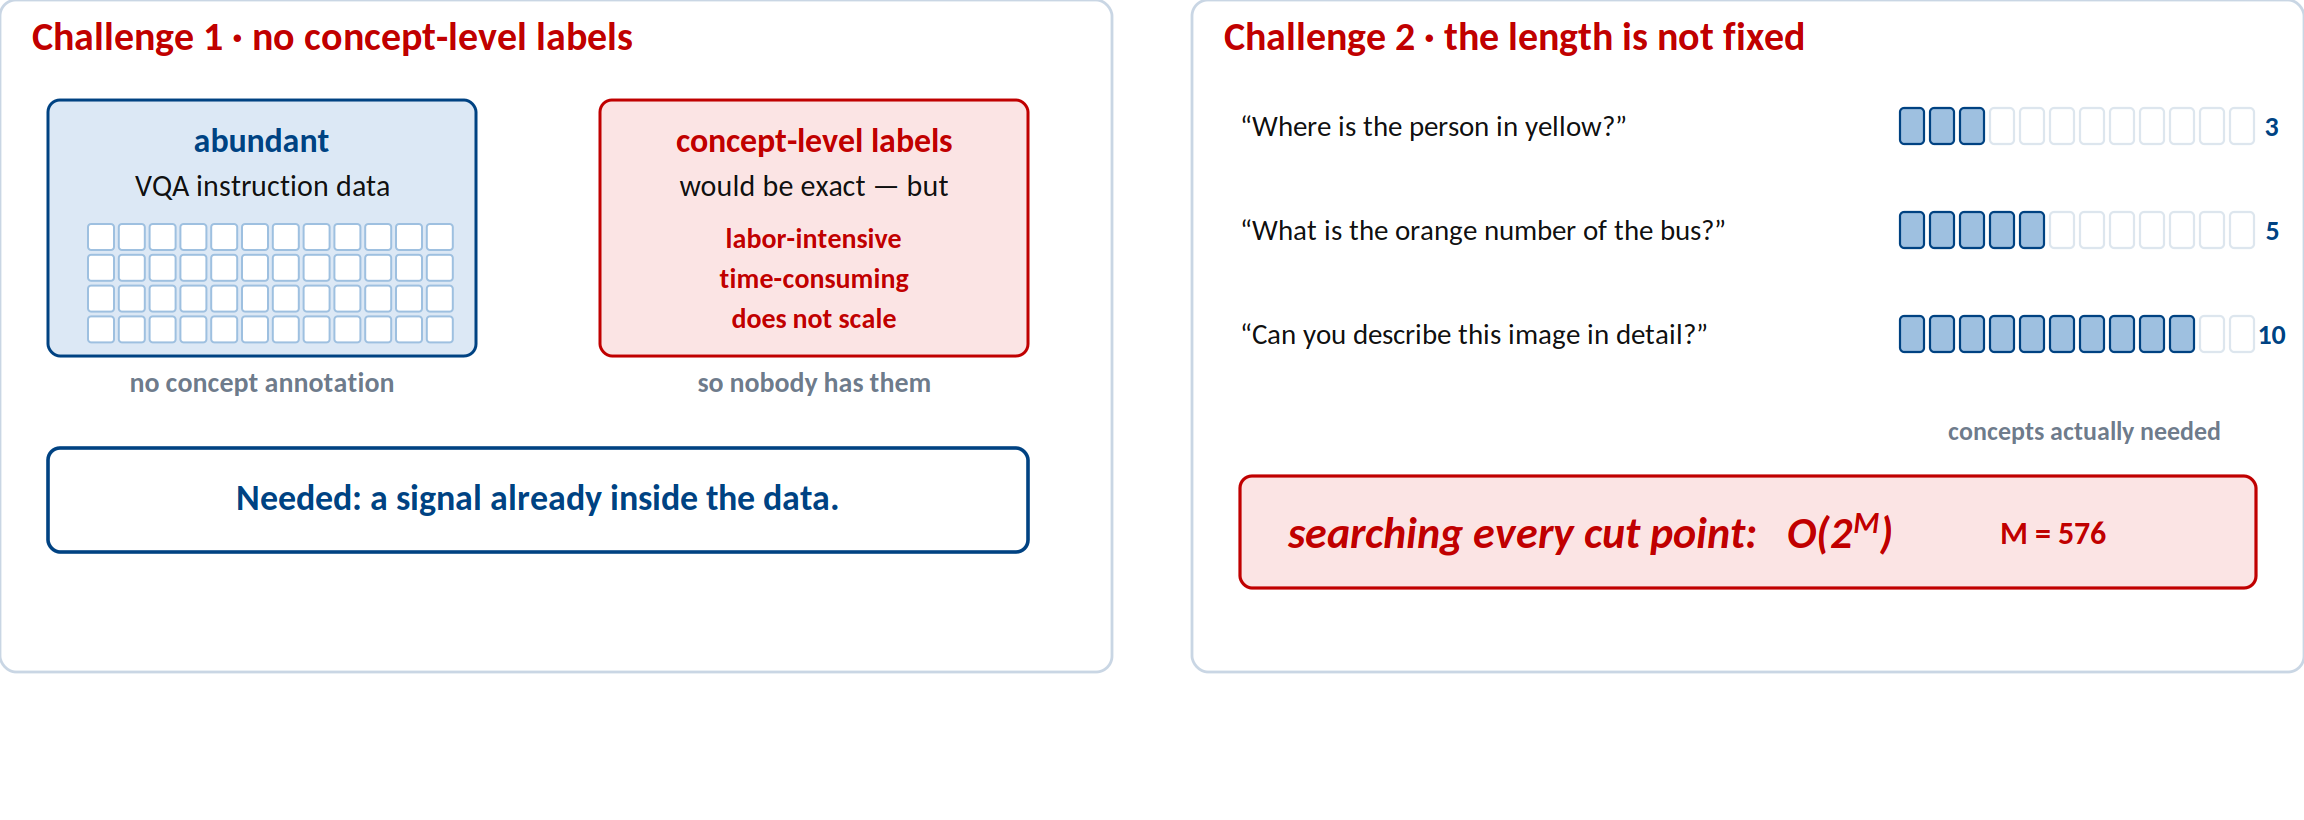 Challenge 1 · no concept-level labels
abundant
VQA instruction data
no concept annotation
concept-level labels
would be exact — but
labor-intensive
time-consuming
does not scale
so nobody has them
Needed: a signal already inside the data.
Challenge 2 · the length is not fixed
“Where is the person in yellow?” 3
“What is the orange number of the bus?” 5
“Can you describe this image in detail?” 10
concepts actually needed
searching every cut point: O(2^M) M = 576